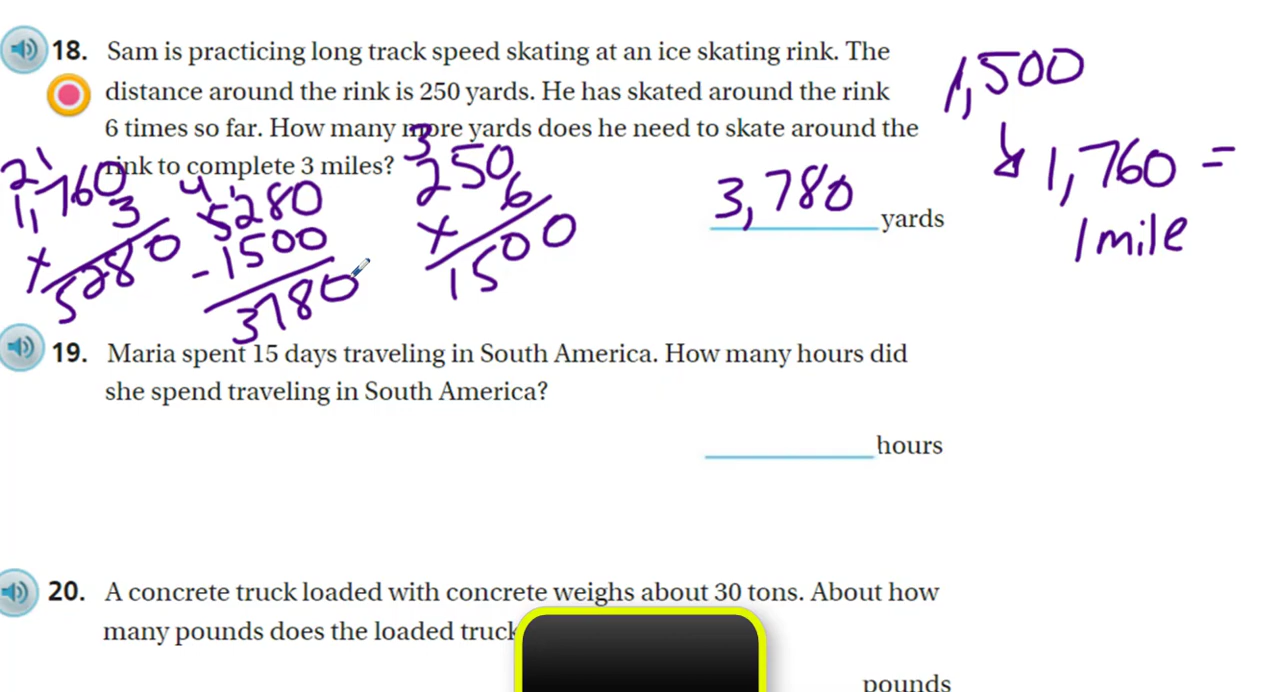 18. Sam is practicing long track speed skating at an ice skating rink. The
distance around the rink is 250 yards. He has skated around the rink
6 times so far. How many more yards does he need to skate around the
rink to complete 3 miles?
1,500
1,760 =
1 mile
2 1
1,760
3
x
5280
4 1
5280
-1500
3780
3
250
6
x
1500
3,780 yards
19. Maria spent 15 days traveling in South America. How many hours did
she spend traveling in South America?
hours
20. A concrete truck loaded with concrete weighs about 30 tons. About how
many pounds does the loaded truck
pounds